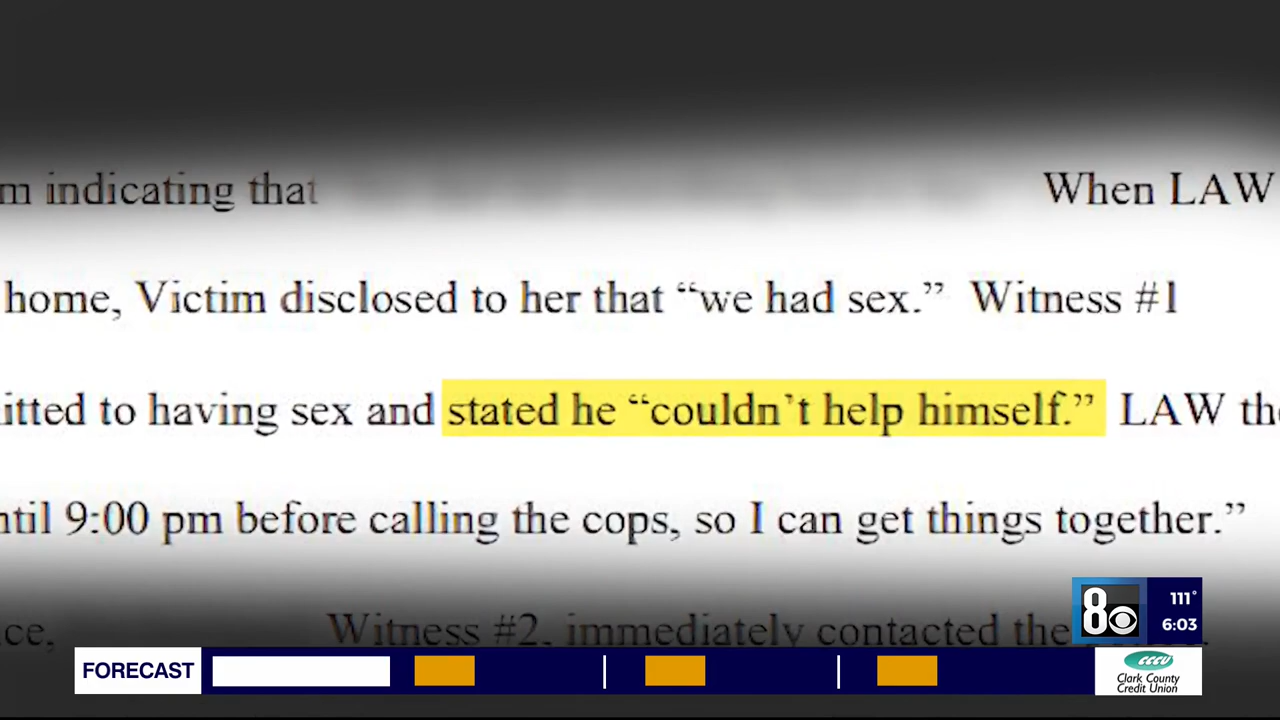 m indicating that When LAW
home, Victim disclosed to her that “we had sex.” Witness #1
itted to having sex and stated he “couldn’t help himself.” LAW the
ntil 9:00 pm before calling the cops, so I can get things together.”
ce, Witness #2, immediately contacted the
8
111°
6:03
FORECAST
CCCU
Clark County
Credit Union